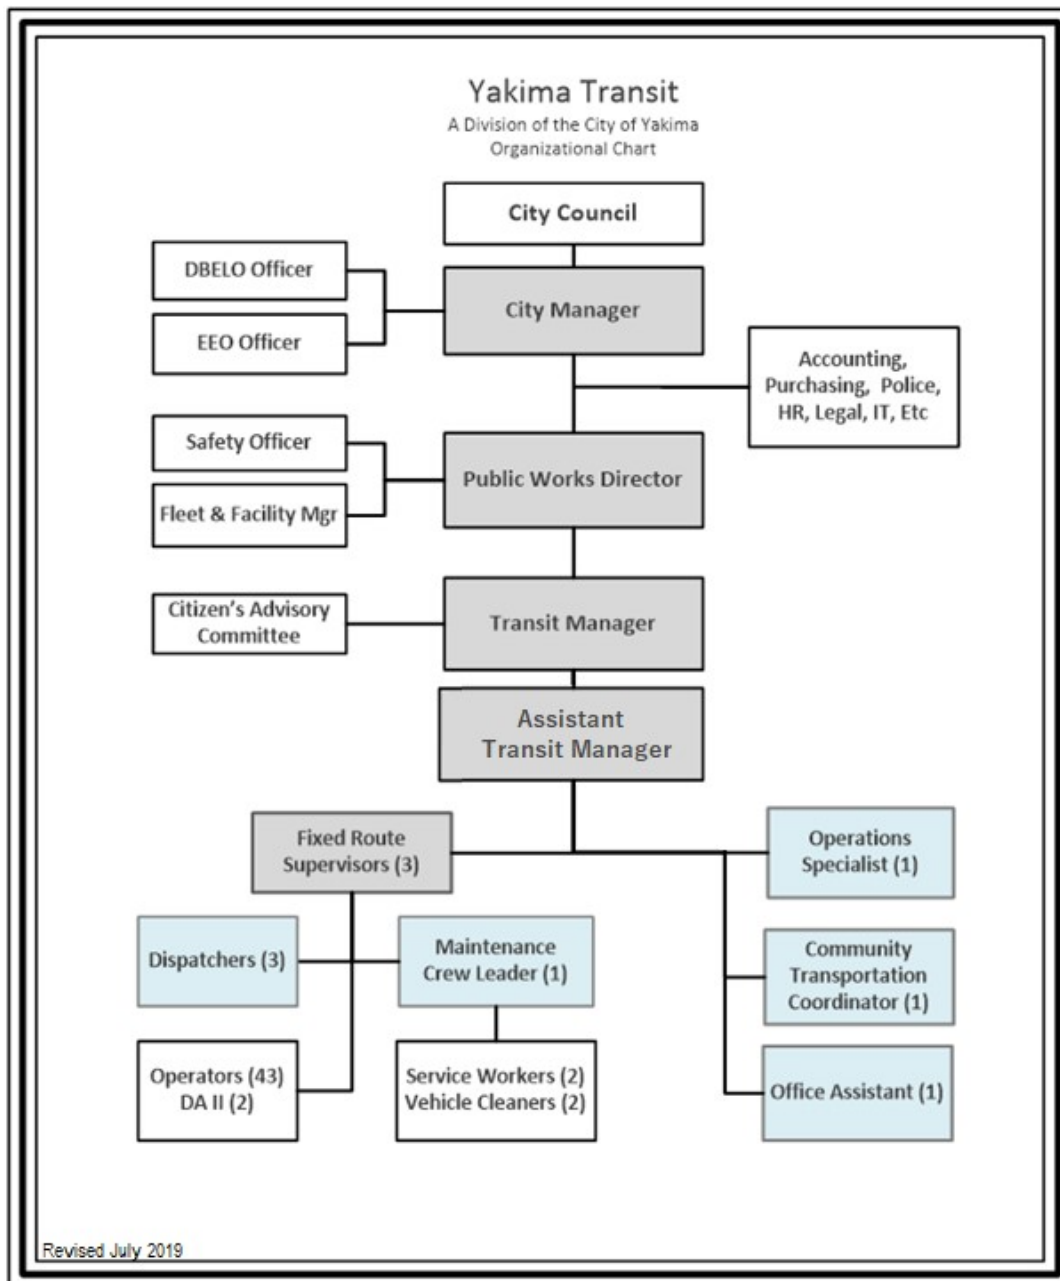 Yakima Transit
A Division of the City of Yakima
Organizational Chart
City Council
DBELO Officer
City Manager
EEO Officer
Accounting,
Purchasing, Police,
HR, Legal, IT, Etc
Safety Officer
Public Works Director
Fleet & Facility Mgr
Citizen's Advisory
Committee
Transit Manager
Assistant
Transit Manager
Fixed Route
Supervisors (3)
Operations
Specialist (1)
Dispatchers (3)
Maintenance
Crew Leader (1)
Community
Transportation
Coordinator (1)
Operators (43)
DA II (2)
Service Workers (2)
Vehicle Cleaners (2)
Office Assistant (1)
Revised July 2019